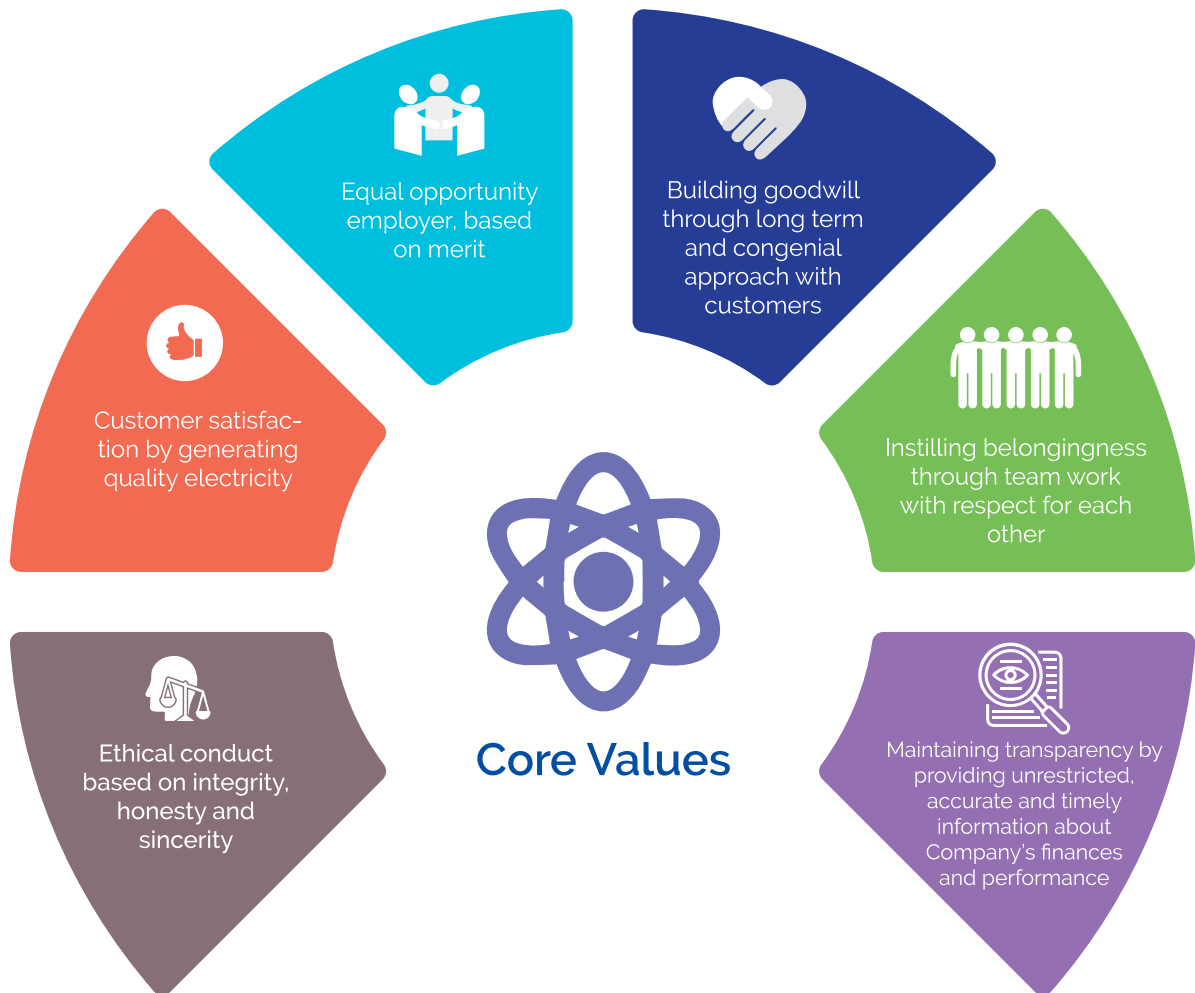 Equal opportunity
employer, based
on merit
Building goodwill
through long term
and congenial
approach with
customers
Customer satisfac-
tion by generating
quality electricity
Instilling belongingness
through team work
with respect for each
other
Core Values
Ethical conduct
based on integrity,
honesty and
sincerity
Maintaining transparency by
providing unrestricted,
accurate and timely
information about
Company's finances
and performance